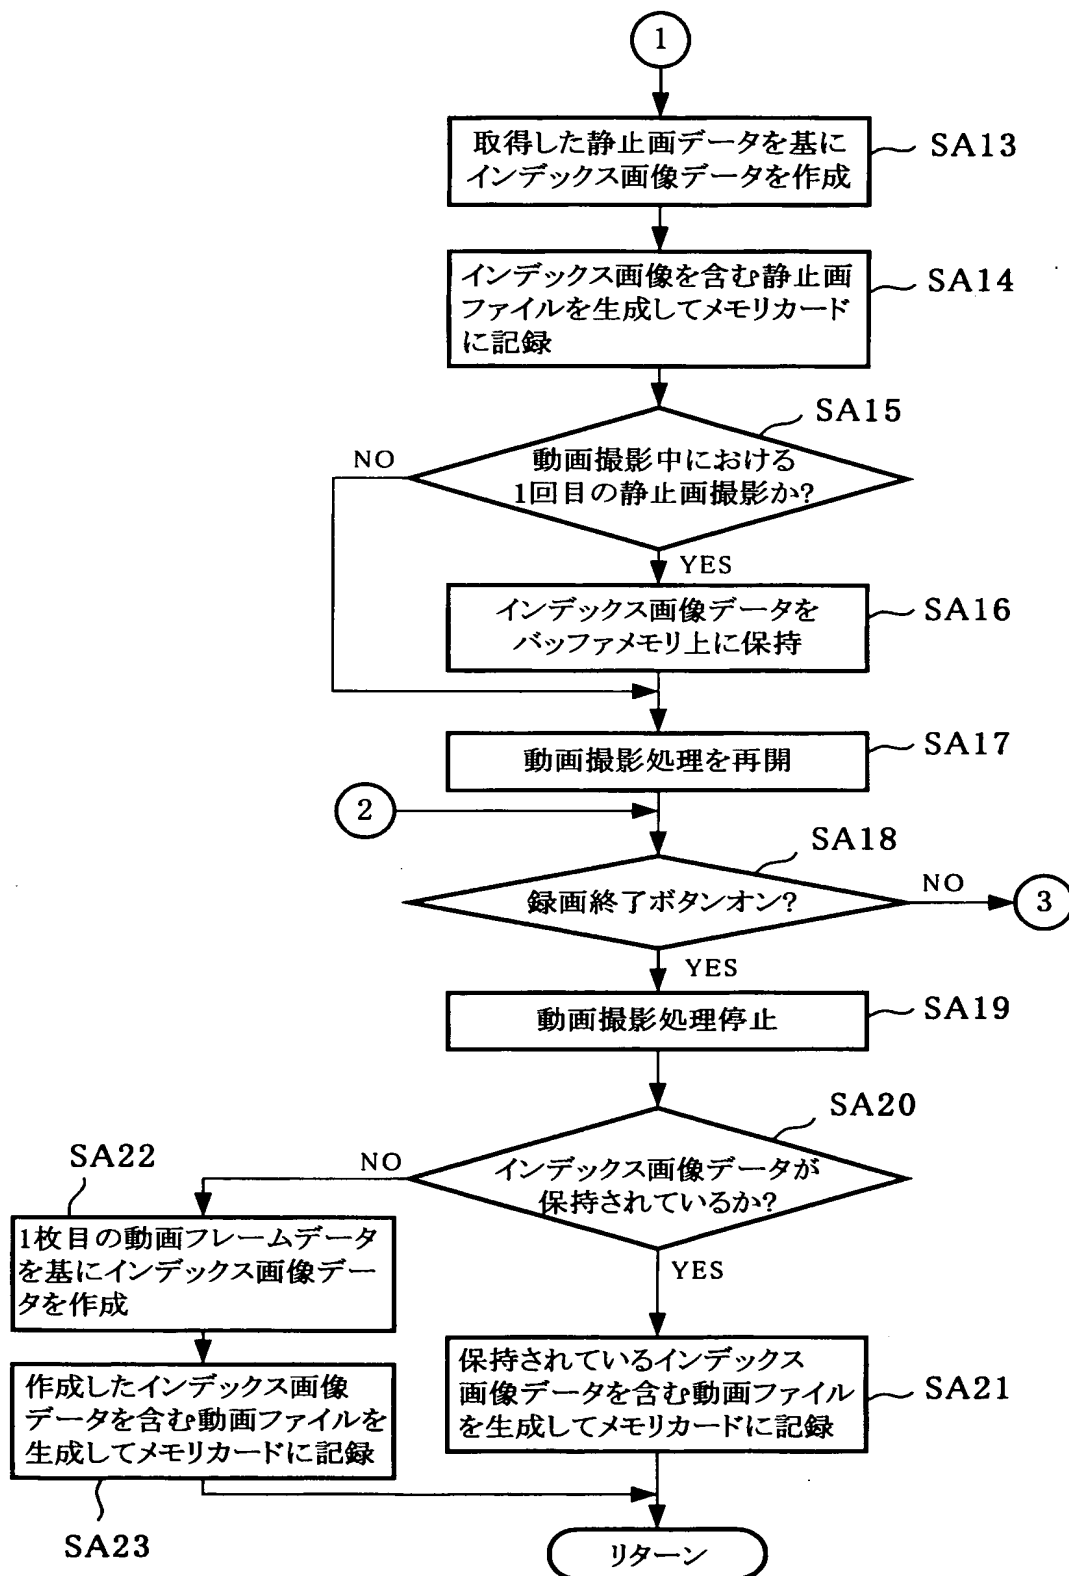 1
取得した静止画データを基に
インデックス画像データを作成
SA13
インデックス画像を含む静止画
ファイルを生成してメモリカード
に記録
SA14
SA15
動画撮影中における
1回目の静止画撮影か?
NO
YES
インデックス画像データを
バッファメモリ上に保持
SA16
動画撮影処理を再開
SA17
2
SA18
録画終了ボタンオン?
NO
3
YES
動画撮影処理停止
SA19
SA20
インデックス画像データが
保持されているか?
NO
YES
SA22
1枚目の動画フレームデータ
を基にインデックス画像デー
タを作成
保持されているインデックス
画像データを含む動画ファイル
を生成してメモリカードに記録
SA21
作成したインデックス画像
データを含む動画ファイルを
生成してメモリカードに記録
SA23
リターン